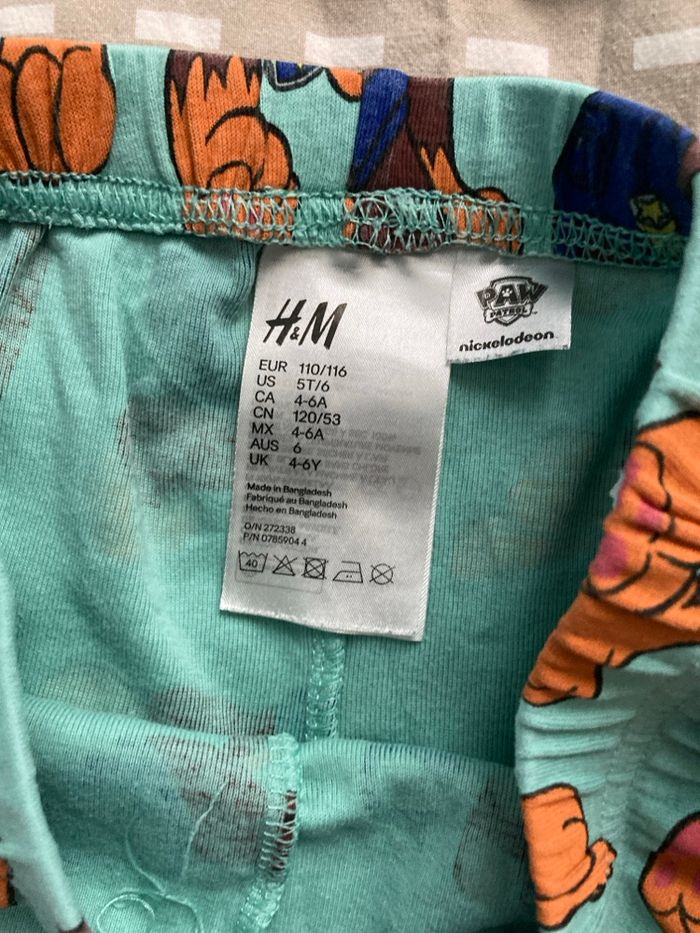 H&M
EUR 110/116
US 5T/6
CA 4-6A
CN 120/53
MX 4-6A
AUS 6
UK 4-6Y
Made in Bangladesh
Fabriqué au Bangladesh
Hecho en Bangladesh
O/N 272338
P/N 0785904 4
40
PAW
PATROL
nickelodeon